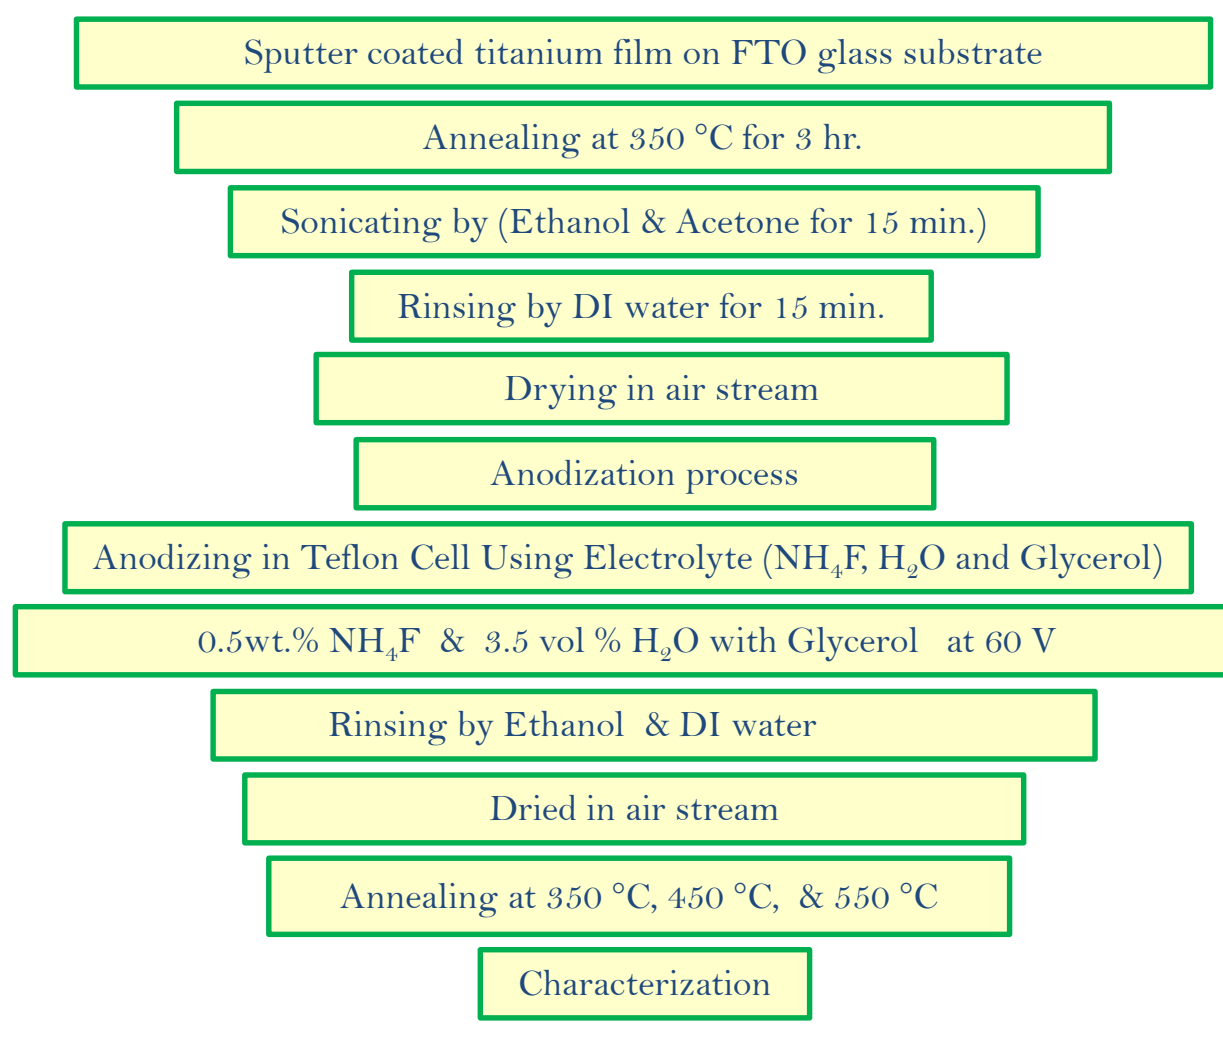 Sputter coated titanium film on FTO glass substrate
Annealing at 350 °C for 3 hr.
Sonicating by (Ethanol & Acetone for 15 min.)
Rinsing by DI water for 15 min.
Drying in air stream
Anodization process
Anodizing in Teflon Cell Using Electrolyte (NH₄F, H₂O and Glycerol)
0.5wt.% NH₄F & 3.5 vol % H₂O with Glycerol at 60 V
Rinsing by Ethanol & DI water
Dried in air stream
Annealing at 350 °C, 450 °C, & 550 °C
Characterization